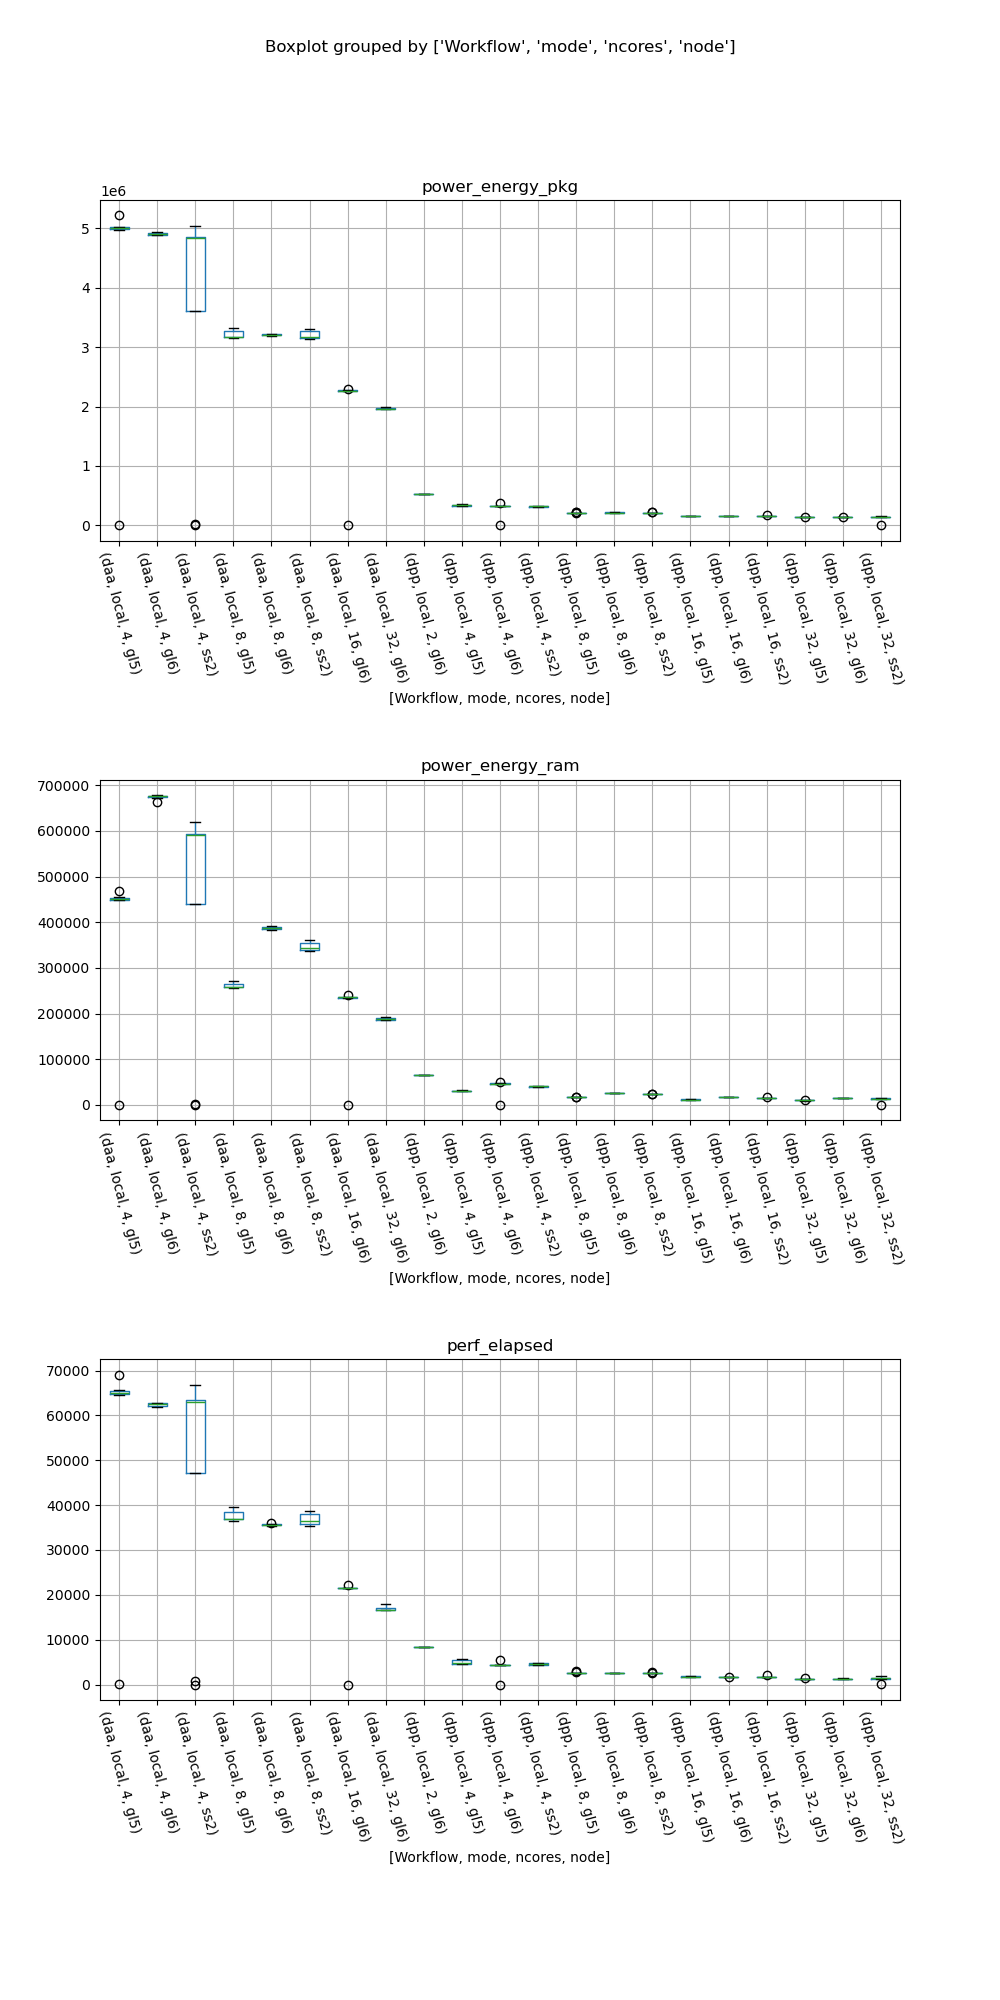 Boxplot grouped by ['Workflow', 'mode', 'ncores', 'node']
power_energy_pkg
1e6
5
4
3
2
1
0
(daa, local, 4, gl5)
(daa, local, 4, gl6)
(daa, local, 4, ss2)
(daa, local, 8, gl5)
(daa, local, 8, gl6)
(daa, local, 8, ss2)
(daa, local, 16, gl6)
(daa, local, 32, gl6)
(dpp, local, 2, gl6)
(dpp, local, 4, gl5)
(dpp, local, 4, gl6)
(dpp, local, 4, ss2)
(dpp, local, 8, gl5)
(dpp, local, 8, gl6)
(dpp, local, 8, ss2)
(dpp, local, 16, gl5)
(dpp, local, 16, gl6)
(dpp, local, 16, ss2)
(dpp, local, 32, gl5)
(dpp, local, 32, gl6)
(dpp, local, 32, ss2)
[Workflow, mode, ncores, node]
power_energy_ram
700000
600000
500000
400000
300000
200000
100000
0
(daa, local, 4, gl5)
(daa, local, 4, gl6)
(daa, local, 4, ss2)
(daa, local, 8, gl5)
(daa, local, 8, gl6)
(daa, local, 8, ss2)
(daa, local, 16, gl6)
(daa, local, 32, gl6)
(dpp, local, 2, gl6)
(dpp, local, 4, gl5)
(dpp, local, 4, gl6)
(dpp, local, 4, ss2)
(dpp, local, 8, gl5)
(dpp, local, 8, gl6)
(dpp, local, 8, ss2)
(dpp, local, 16, gl5)
(dpp, local, 16, gl6)
(dpp, local, 16, ss2)
(dpp, local, 32, gl5)
(dpp, local, 32, gl6)
(dpp, local, 32, ss2)
[Workflow, mode, ncores, node]
perf_elapsed
70000
60000
50000
40000
30000
20000
10000
0
(daa, local, 4, gl5)
(daa, local, 4, gl6)
(daa, local, 4, ss2)
(daa, local, 8, gl5)
(daa, local, 8, gl6)
(daa, local, 8, ss2)
(daa, local, 16, gl6)
(daa, local, 32, gl6)
(dpp, local, 2, gl6)
(dpp, local, 4, gl5)
(dpp, local, 4, gl6)
(dpp, local, 4, ss2)
(dpp, local, 8, gl5)
(dpp, local, 8, gl6)
(dpp, local, 8, ss2)
(dpp, local, 16, gl5)
(dpp, local, 16, gl6)
(dpp, local, 16, ss2)
(dpp, local, 32, gl5)
(dpp, local, 32, gl6)
(dpp, local, 32, ss2)
[Workflow, mode, ncores, node]